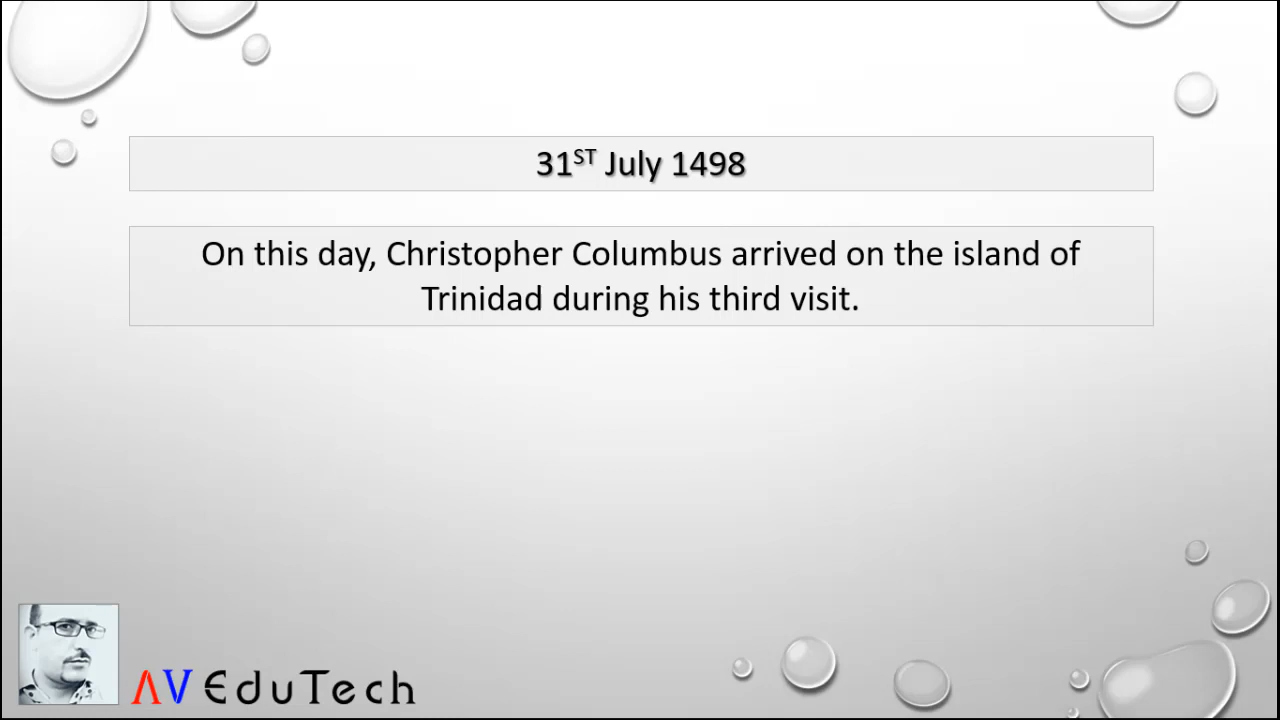 31ST July 1498
On this day, Christopher Columbus arrived on the island of
Trinidad during his third visit.
AV EduTech